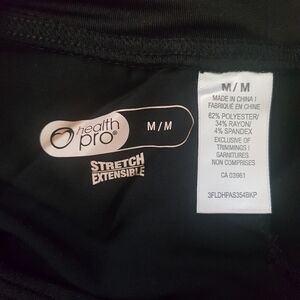 health
pro®
M/M
STRETCH
EXTENSIBLE
M/M
MADE IN CHINA /
FABRIQUÉ EN CHINE
62% POLYESTER/
34% RAYON/
4% SPANDEX
EXCLUSIVE OF
TRIMMINGS /
GARNITURES
NON COMPRISES
CA 03961
3FLDHPAS354BKP